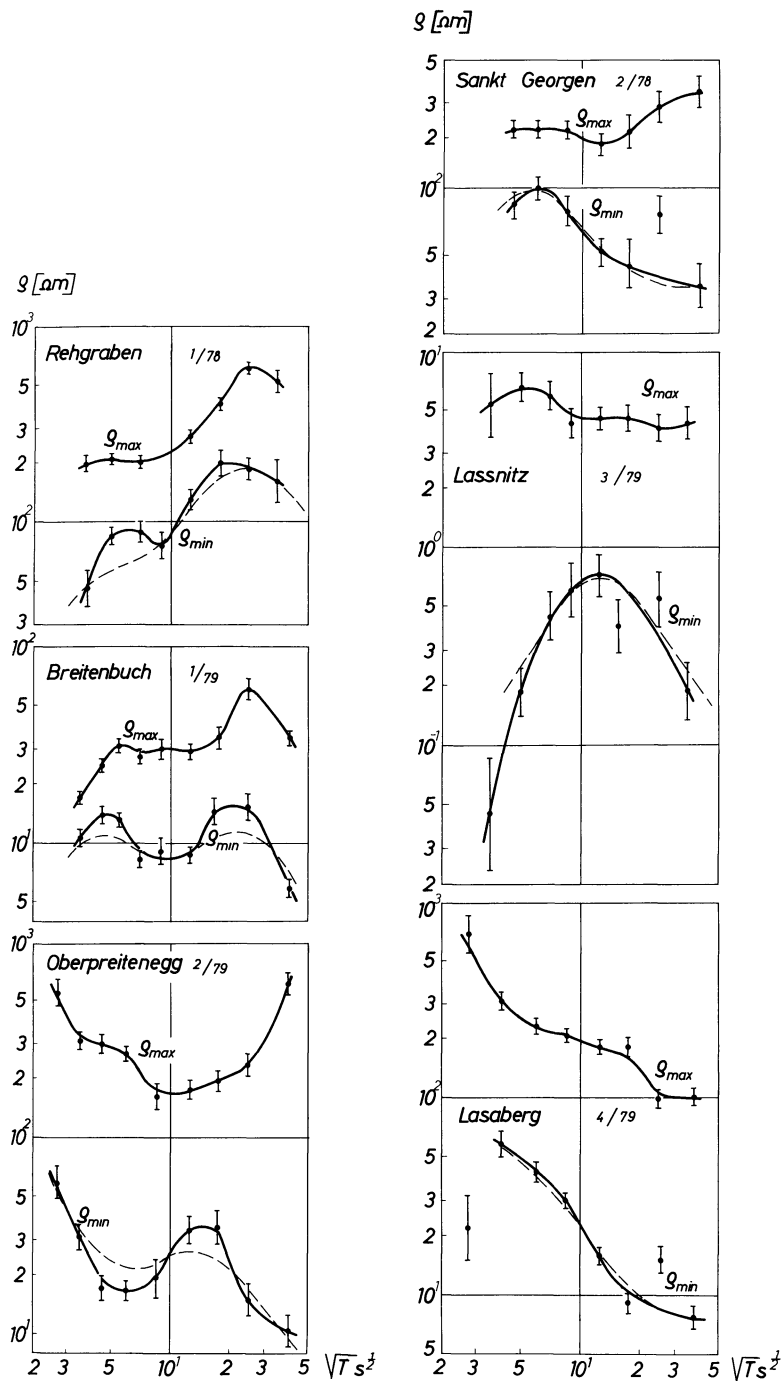 ϱ [Ωm]
10³
Rehgraben 1/78
5
3
ϱmax
2
10²
ϱmin
5
3
10²
Breitenbuch 1/79
5
3
ϱmax
2
10¹
ϱmin
5
10³
Oberpreitenegg 2/79
5
3
ϱmax
2
10²
5
ϱmin
3
2
10¹
2 3 5 10¹ 2 3 5 √T s^½
ϱ [Ωm]
5
Sankt Georgen 2/78
3
ϱmax
2
10²
ϱmin
5
3
2
10¹
ϱmax
5
3
2
Lassnitz 3/79
10⁰
5
ϱmin
3
2
10⁻¹
5
3
2
10³
5
3
2
ϱmax
10²
Lasaberg 4/79
5
3
2
ϱmin
10¹
5
2 3 5 10¹ 2 3 5 √T s^½